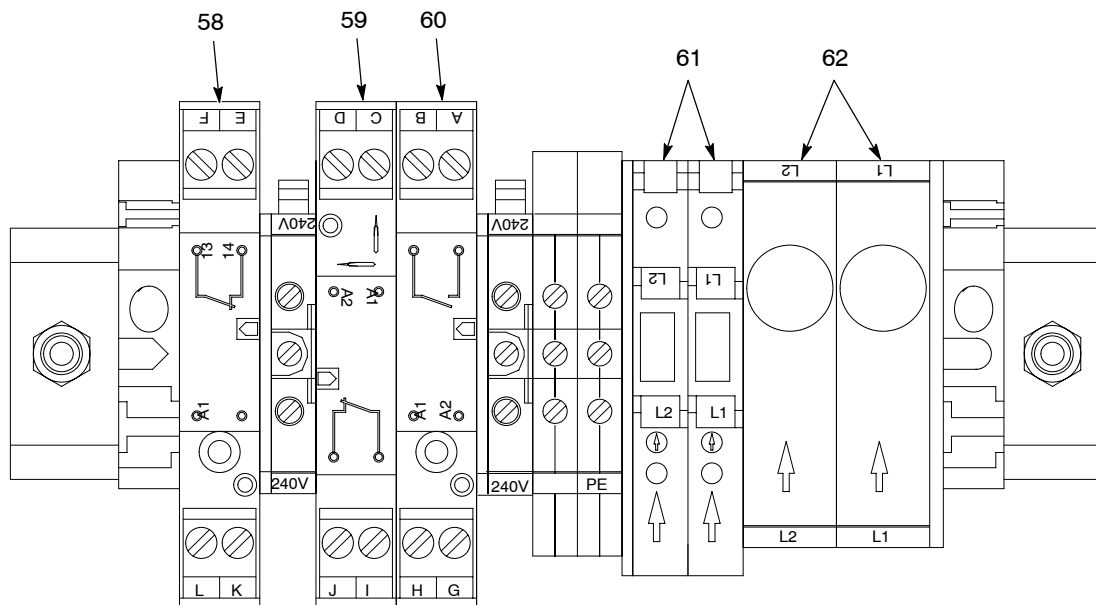 58 59 60 61 62
F E D C B A
L2 L1
240V 240V
13 14
A2 A1
L2 L1
A1 A1 A2
L2 L1
240V 240V PE
L2 L1
L K J I H G